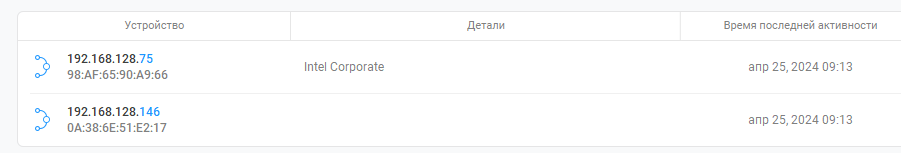 Устройство Детали Время последней активности
192.168.128.75
98:AF:65:90:A9:66
Intel Corporate
апр 25, 2024 09:13
192.168.128.146
0A:38:6E:51:E2:17
апр 25, 2024 09:13